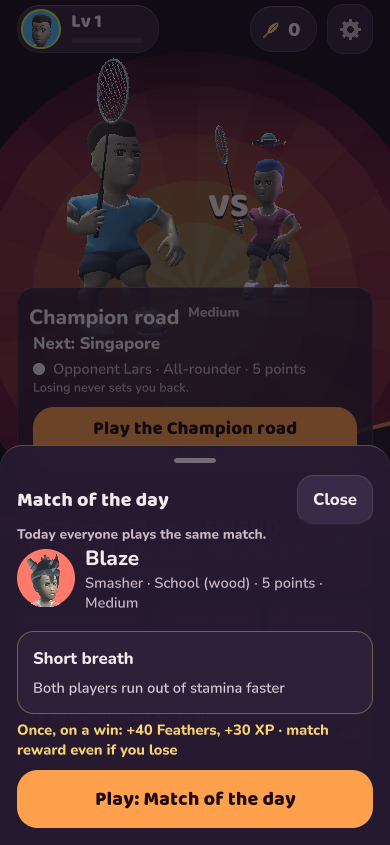 Lv 1
0
VS
Champion road Medium
Next: Singapore
Opponent Lars · All-rounder · 5 points
Losing never sets you back.
Play the Champion road
Match of the day
Close
Today everyone plays the same match.
Blaze
Smasher · School (wood) · 5 points ·
Medium
Short breath
Both players run out of stamina faster
Once, on a win: +40 Feathers, +30 XP · match
reward even if you lose
Play: Match of the day